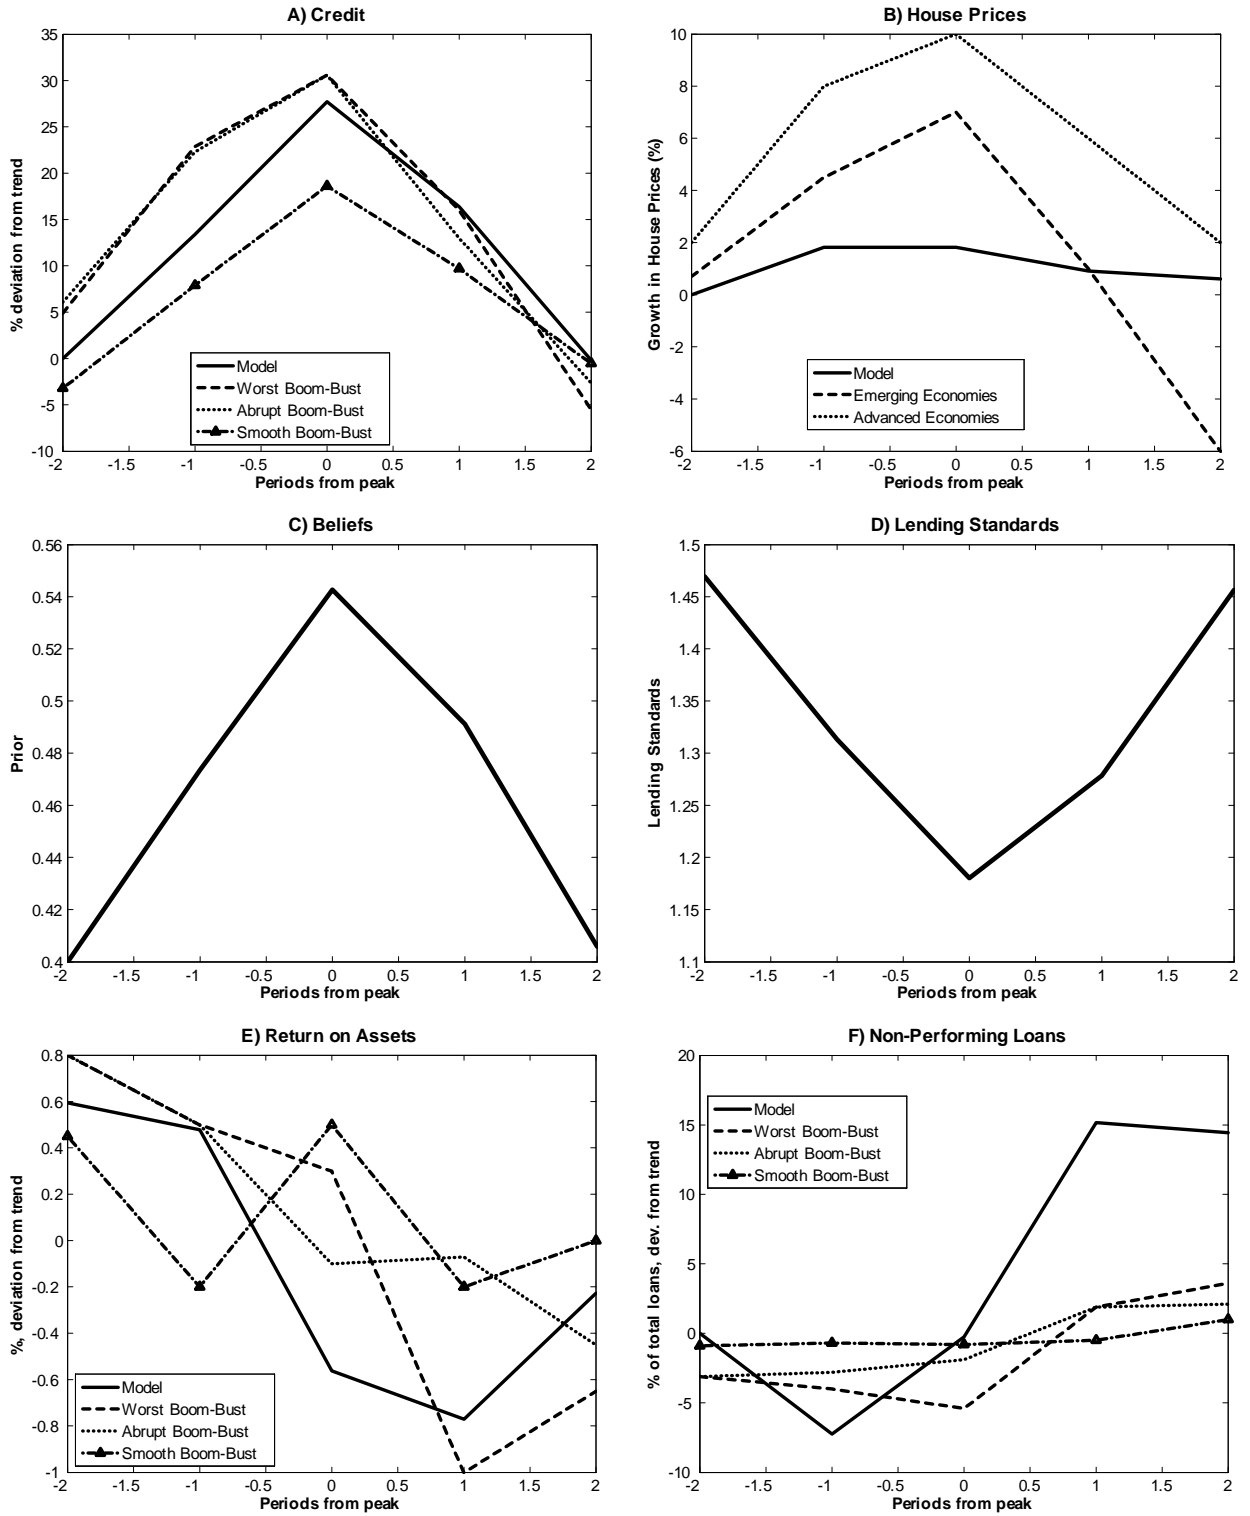 A) Credit
35
30
25
20
15
10
5
0
-5
-10
% deviation from trend
Model
Worst Boom-Bust
Abrupt Boom-Bust
Smooth Boom-Bust
-2 -1.5 -1 -0.5 0 0.5 1 1.5 2
Periods from peak
B) House Prices
10
8
6
4
2
0
-2
-4
-6
Growth in House Prices (%)
Model
Emerging Economies
Advanced Economies
-2 -1.5 -1 -0.5 0 0.5 1 1.5 2
Periods from peak
C) Beliefs
0.56
0.54
0.52
0.5
0.48
0.46
0.44
0.42
0.4
Prior
-2 -1.5 -1 -0.5 0 0.5 1 1.5 2
Periods from peak
D) Lending Standards
1.5
1.45
1.4
1.35
1.3
1.25
1.2
1.15
1.1
Lending Standards
-2 -1.5 -1 -0.5 0 0.5 1 1.5 2
Periods from peak
E) Return on Assets
0.8
0.6
0.4
0.2
0
-0.2
-0.4
-0.6
-0.8
-1
%, deviation from trend
Model
Worst Boom-Bust
Abrupt Boom-Bust
Smooth Boom-Bust
-2 -1.5 -1 -0.5 0 0.5 1 1.5 2
Periods from peak
F) Non-Performing Loans
20
15
10
5
0
-5
-10
% of total loans, dev. from trend
Model
Worst Boom-Bust
Abrupt Boom-Bust
Smooth Boom-Bust
-2 -1.5 -1 -0.5 0 0.5 1 1.5 2
Periods from peak